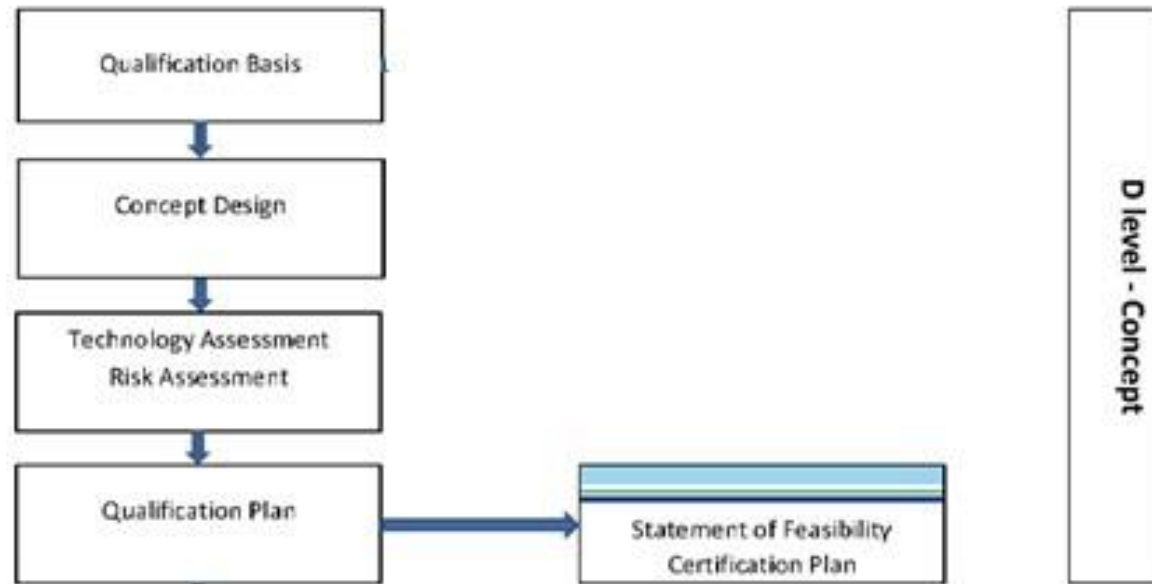 Qualification Basis
Concept Design
Technology Assessment
Risk Assessment
Qualification Plan
Statement of Feasibility
Certification Plan
D level - Concept